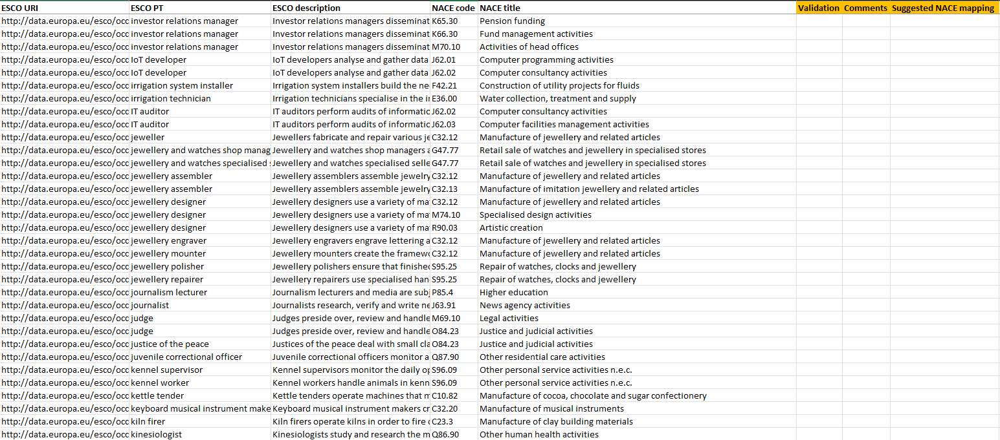 ESCO URI ESCO PT ESCO description NACE code NACE title Validation Comments Suggested NACE mapping
http://data.europa.eu/esco/occ investor relations manager Investor relations managers disseminat K65.30 Pension funding
http://data.europa.eu/esco/occ investor relations manager Investor relations managers disseminat K66.30 Fund management activities
http://data.europa.eu/esco/occ investor relations manager Investor relations managers disseminat M70.10 Activities of head offices
http://data.europa.eu/esco/occ IoT developer IoT developers analyse and gather data J62.01 Computer programming activities
http://data.europa.eu/esco/occ IoT developer IoT developers analyse and gather data J62.02 Computer consultancy activities
http://data.europa.eu/esco/occ irrigation system installer Irrigation system installers build the ne F42.21 Construction of utility projects for fluids
http://data.europa.eu/esco/occ irrigation technician Irrigation technicians specialise in the i E36.00 Water collection, treatment and supply
http://data.europa.eu/esco/occ IT auditor IT auditors perform audits of informatic J62.02 Computer consultancy activities
http://data.europa.eu/esco/occ IT auditor IT auditors perform audits of informatic J62.03 Computer facilities management activities
http://data.europa.eu/esco/occ jeweller Jewellers fabricate and repair various je C32.12 Manufacture of jewellery and related articles
http://data.europa.eu/esco/occ jewellery and watches shop manag Jewellery and watches shop managers a G47.77 Retail sale of watches and jewellery in specialised stores
http://data.europa.eu/esco/occ jewellery and watches specialised Jewellery and watches specialised selle G47.77 Retail sale of watches and jewellery in specialised stores
http://data.europa.eu/esco/occ jewellery assembler Jewellery assemblers assemble jewelry C32.12 Manufacture of jewellery and related articles
http://data.europa.eu/esco/occ jewellery assembler Jewellery assemblers assemble jewelry C32.13 Manufacture of imitation jewellery and related articles
http://data.europa.eu/esco/occ jewellery designer Jewellery designers use a variety of ma C32.12 Manufacture of jewellery and related articles
http://data.europa.eu/esco/occ jewellery designer Jewellery designers use a variety of ma M74.10 Specialised design activities
http://data.europa.eu/esco/occ jewellery designer Jewellery designers use a variety of ma R90.03 Artistic creation
http://data.europa.eu/esco/occ jewellery engraver Jewellery engravers engrave lettering a C32.12 Manufacture of jewellery and related articles
http://data.europa.eu/esco/occ jewellery mounter Jewellery mounters create the framewo C32.12 Manufacture of jewellery and related articles
http://data.europa.eu/esco/occ jewellery polisher Jewellery polishers ensure that finishe S95.25 Repair of watches, clocks and jewellery
http://data.europa.eu/esco/occ jewellery repairer Jewellery repairers use specialised han S95.25 Repair of watches, clocks and jewellery
http://data.europa.eu/esco/occ journalism lecturer Journalism lecturers and media are subj P85.4 Higher education
http://data.europa.eu/esco/occ journalist Journalists research, verify and write ne J63.91 News agency activities
http://data.europa.eu/esco/occ judge Judges preside over, review and handle M69.10 Legal activities
http://data.europa.eu/esco/occ judge Judges preside over, review and handle O84.23 Justice and judicial activities
http://data.europa.eu/esco/occ justice of the peace Justices of the peace deal with small cla O84.23 Justice and judicial activities
http://data.europa.eu/esco/occ juvenile correctional officer Juvenile correctional officers monitor a Q87.90 Other residential care activities
http://data.europa.eu/esco/occ kennel supervisor Kennel supervisors monitor the daily op S96.09 Other personal service activities n.e.c.
http://data.europa.eu/esco/occ kennel worker Kennel workers handle animals in kenn S96.09 Other personal service activities n.e.c.
http://data.europa.eu/esco/occ kettle tender Kettle tenders operate machines that m C10.82 Manufacture of cocoa, chocolate and sugar confectionery
http://data.europa.eu/esco/occ keyboard musical instrument make Keyboard musical instrument makers cr C32.20 Manufacture of musical instruments
http://data.europa.eu/esco/occ kiln firer Kiln firers operate kilns in order to fire C23.3 Manufacture of clay building materials
http://data.europa.eu/esco/occ kinesiologist Kinesiologists study and research the m Q86.90 Other human health activities